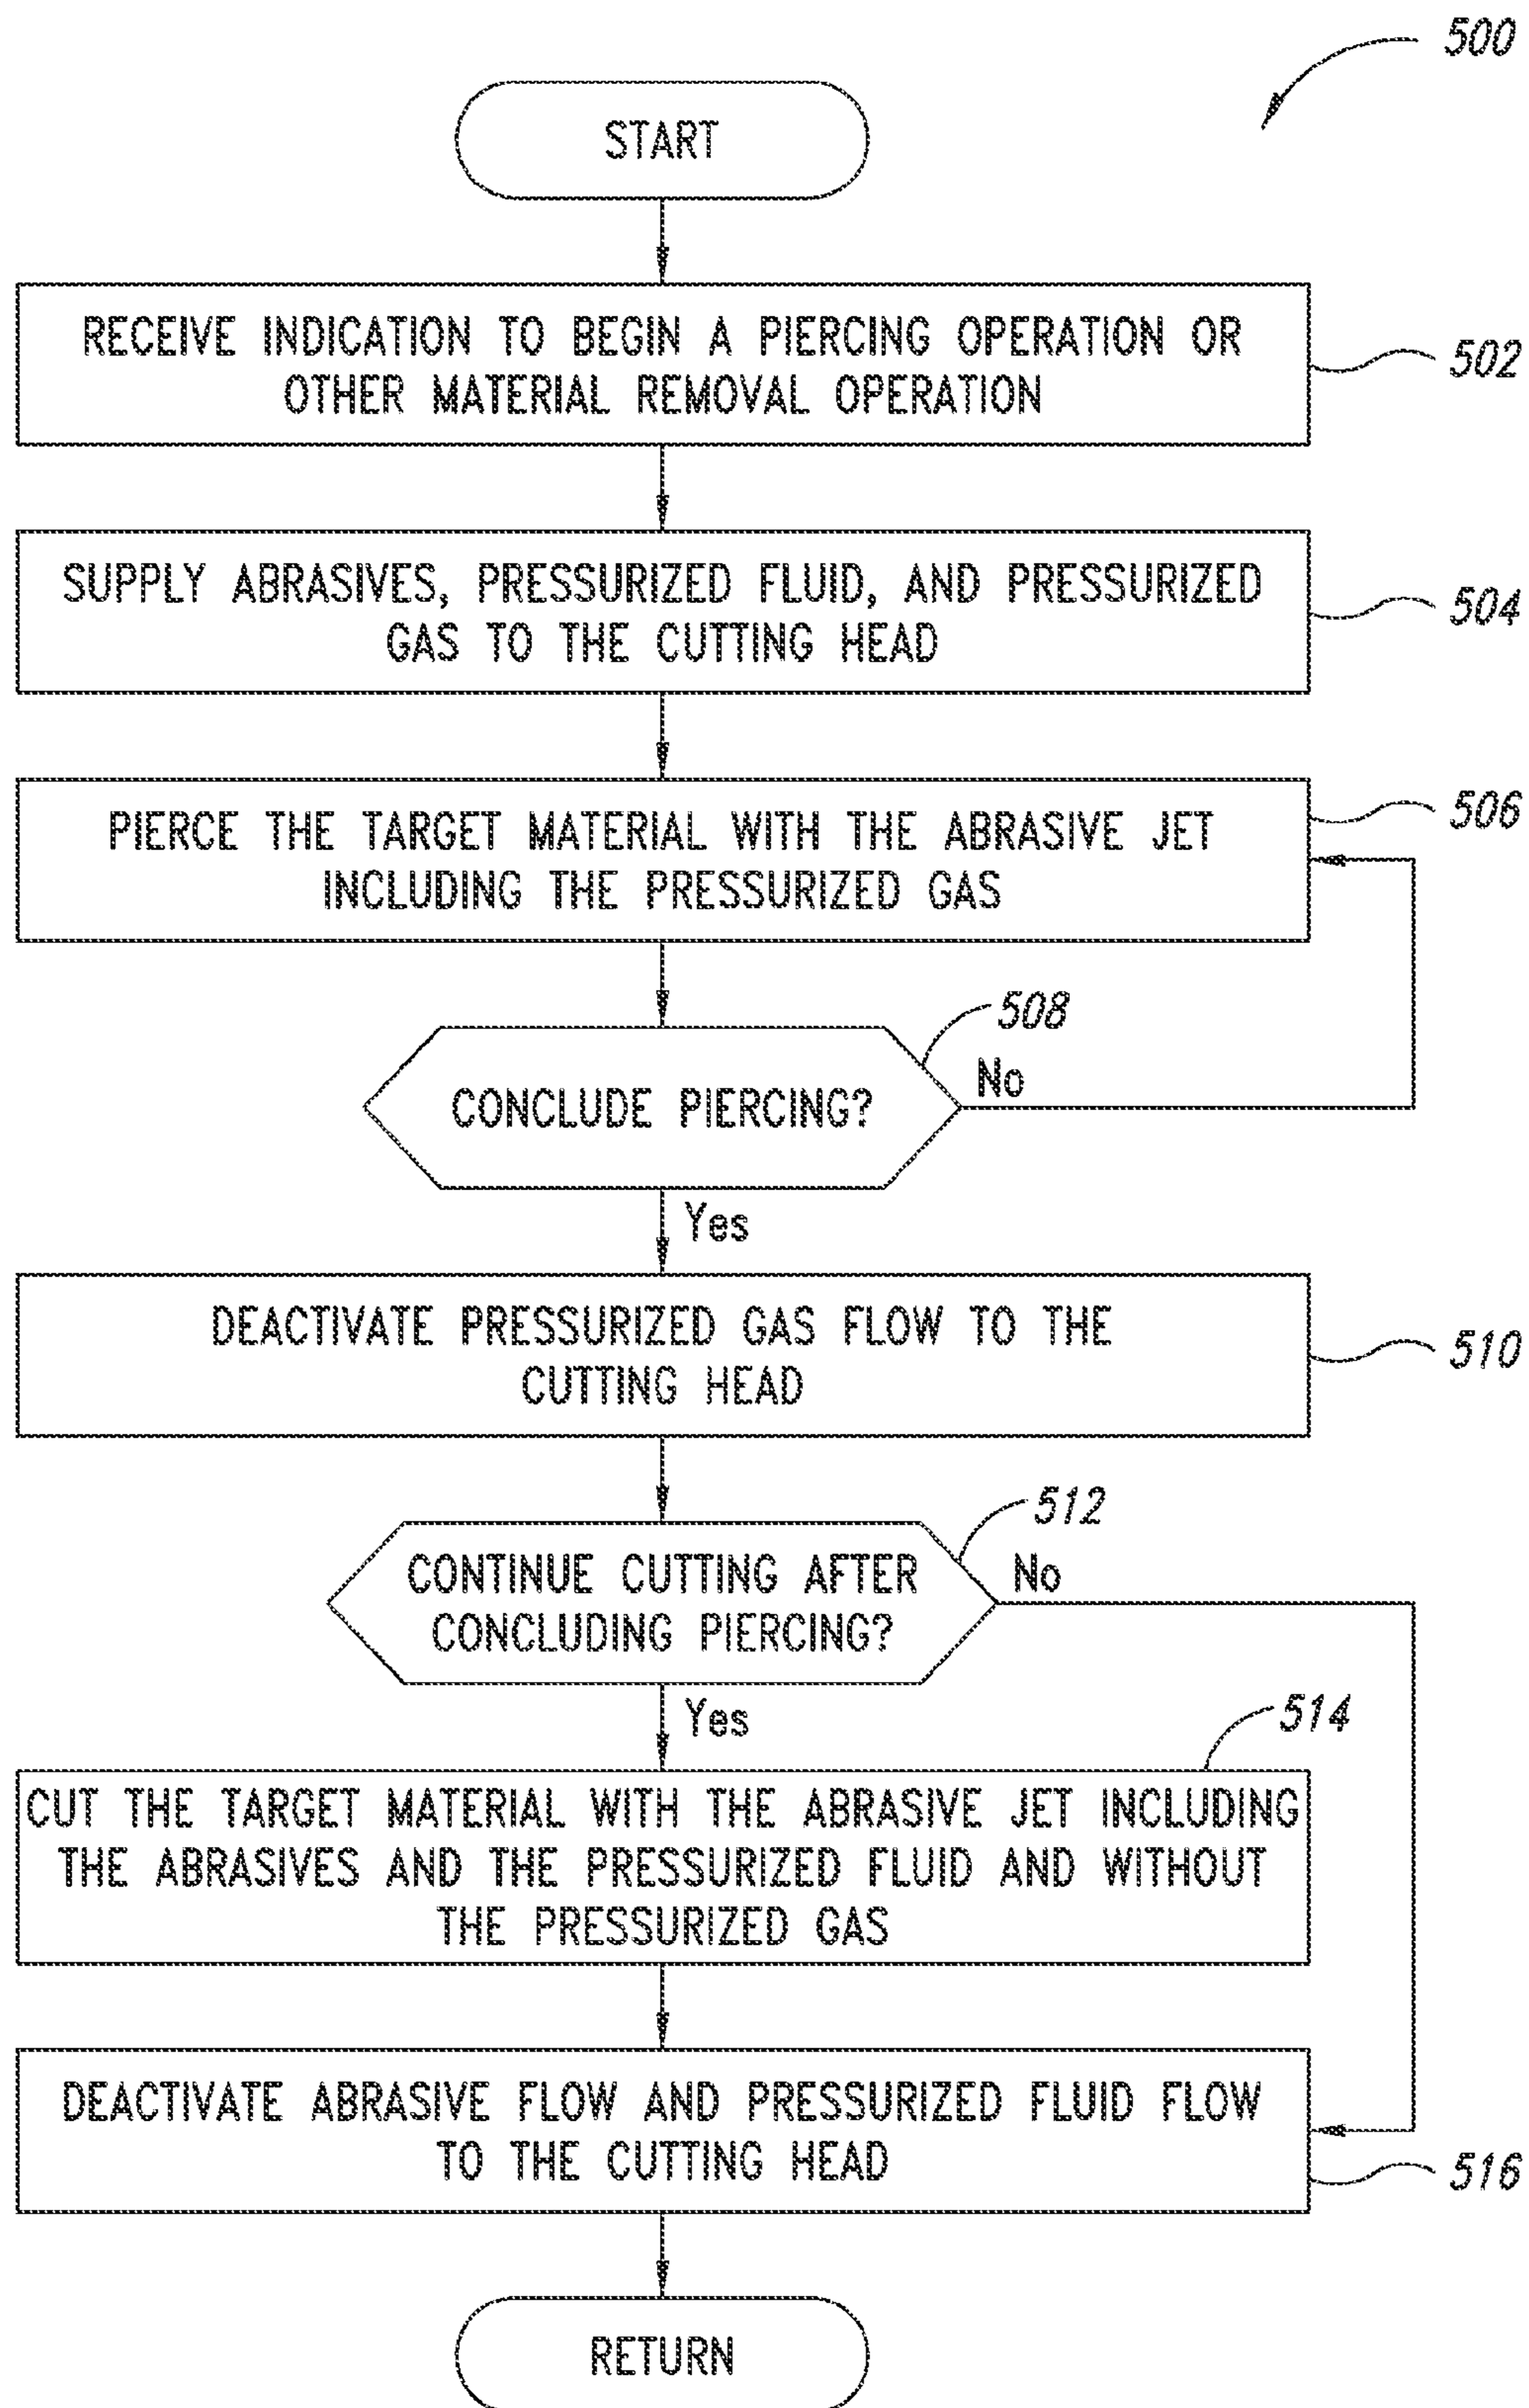 500
START
RECEIVE INDICATION TO BEGIN A PIERCING OPERATION OR
OTHER MATERIAL REMOVAL OPERATION
502
SUPPLY ABRASIVES, PRESSURIZED FLUID, AND PRESSURIZED
GAS TO THE CUTTING HEAD
504
PIERCE THE TARGET MATERIAL WITH THE ABRASIVE JET
INCLUDING THE PRESSURIZED GAS
506
508
CONCLUDE PIERCING?
No
Yes
DEACTIVATE PRESSURIZED GAS FLOW TO THE
CUTTING HEAD
510
512
CONTINUE CUTTING AFTER
CONCLUDING PIERCING?
No
Yes
514
CUT THE TARGET MATERIAL WITH THE ABRASIVE JET INCLUDING
THE ABRASIVES AND THE PRESSURIZED FLUID AND WITHOUT
THE PRESSURIZED GAS
DEACTIVATE ABRASIVE FLOW AND PRESSURIZED FLUID FLOW
TO THE CUTTING HEAD
516
RETURN